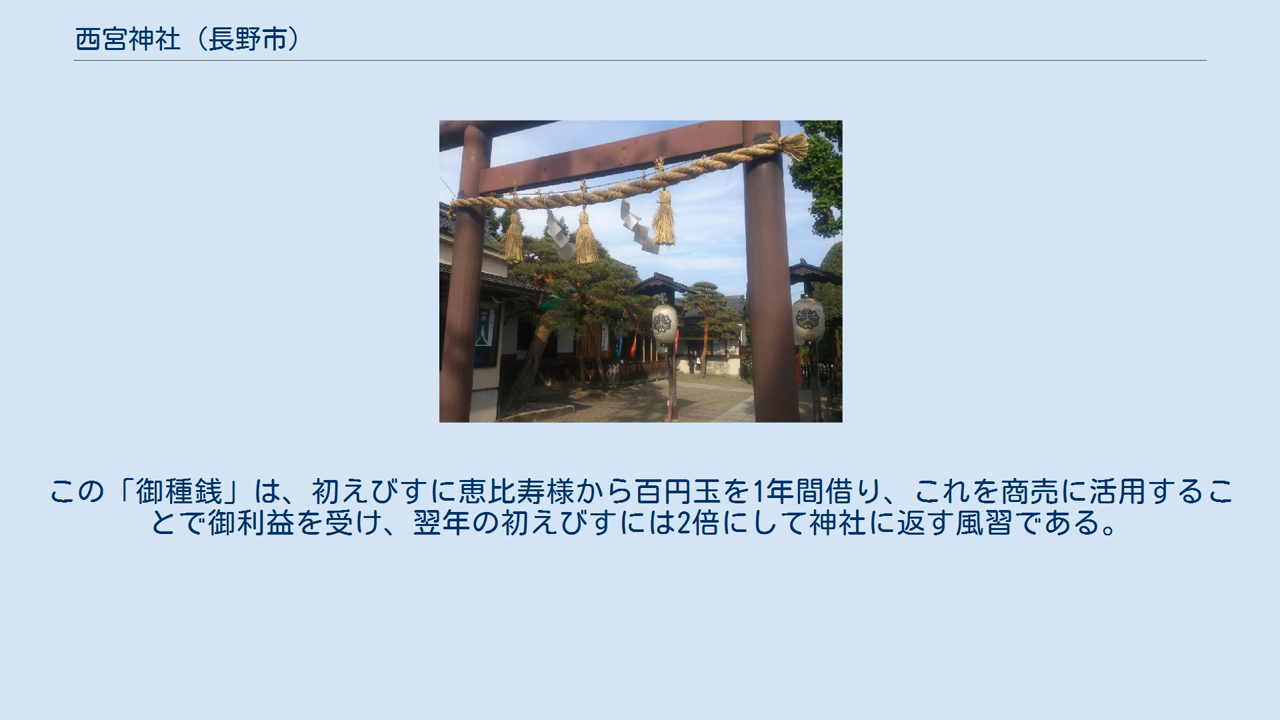 西宮神社（長野市）
この「御種銭」は、初えびすに恵比寿様から百円玉を1年間借り、これを商売に活用するこ
とで御利益を受け、翌年の初えびすには2倍にして神社に返す風習である。